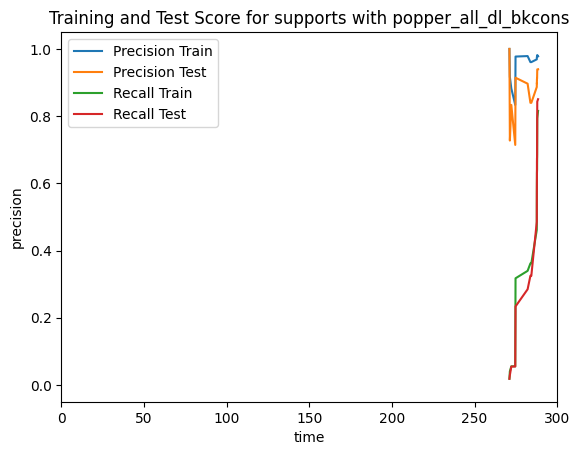 Training and Test Score for supports with popper_all_dl_bkcons
Precision Train
Precision Test
Recall Train
Recall Test
precision
1.0
0.8
0.6
0.4
0.2
0.0
0 50 100 150 200 250 300
time